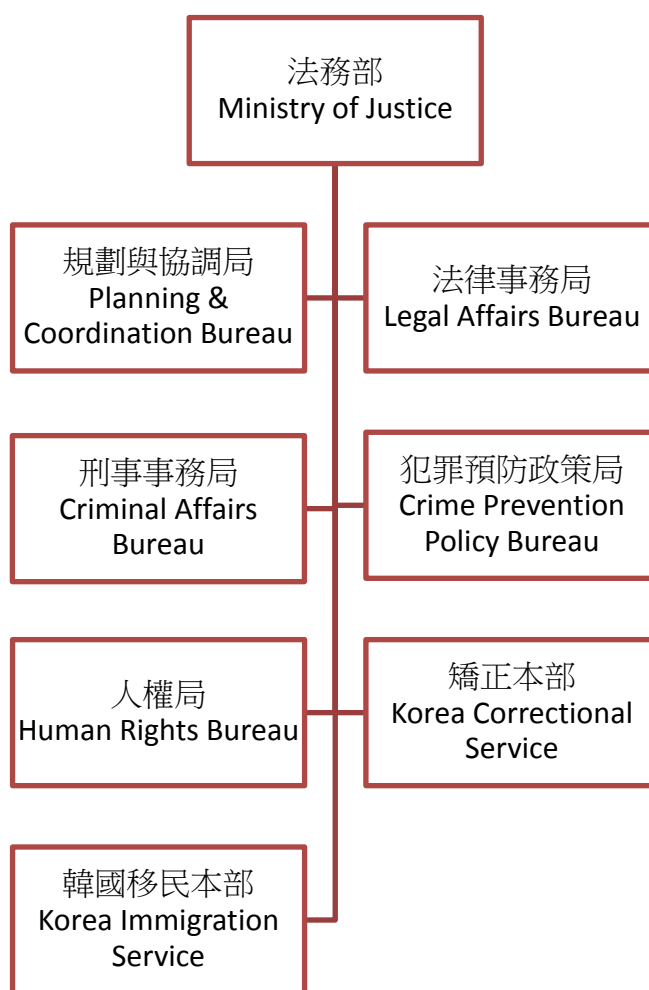 法務部
Ministry of Justice
規劃與協調局
Planning &
Coordination Bureau
法律事務局
Legal Affairs Bureau
刑事事務局
Criminal Affairs
Bureau
犯罪預防政策局
Crime Prevention
Policy Bureau
人權局
Human Rights Bureau
矯正本部
Korea Correctional
Service
韓國移民本部
Korea Immigration
Service